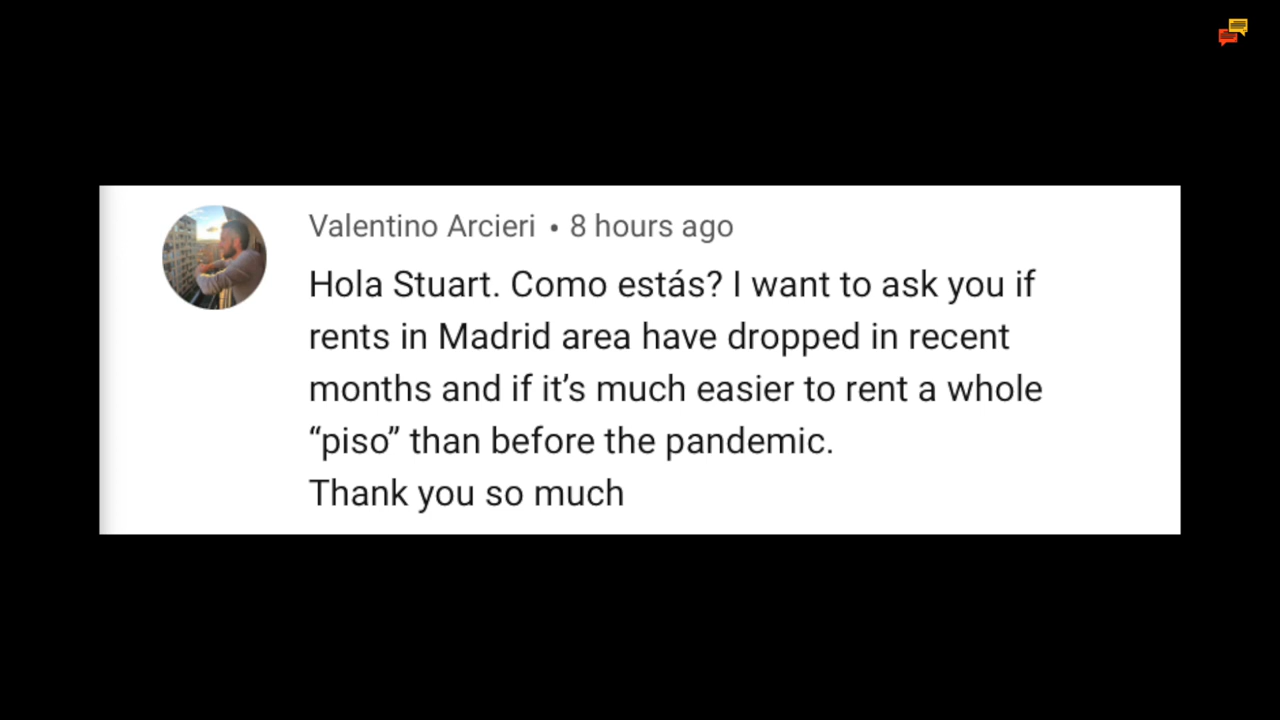 Valentino Arcieri • 8 hours ago
Hola Stuart. Como estás? I want to ask you if
rents in Madrid area have dropped in recent
months and if it’s much easier to rent a whole
“piso” than before the pandemic.
Thank you so much